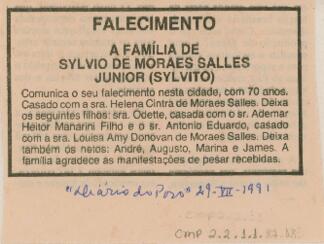 FALECIMENTO
A FAMÍLIA DE
SYLVIO DE MORAES SALLES
JUNIOR (SYLVITO)
Comunica o seu falecimento nesta cidade, com 70 anos.
Casado com a sra. Helena Cintra de Moraes Salles. Deixa
os seguintes filhos: sra. Odette, casada com o sr. Ademar
Heitor Manarini Filho e o sr. Antonio Eduardo, casado
com a sra. Louisa Amy Donovan de Moraes Salles. Deixa
também os netos: André, Augusto, Marina e James. A
família agradece as manifestações de pesar recebidas.
"Diário do Povo" 29-VII-1991
CMP 2.2.1.1